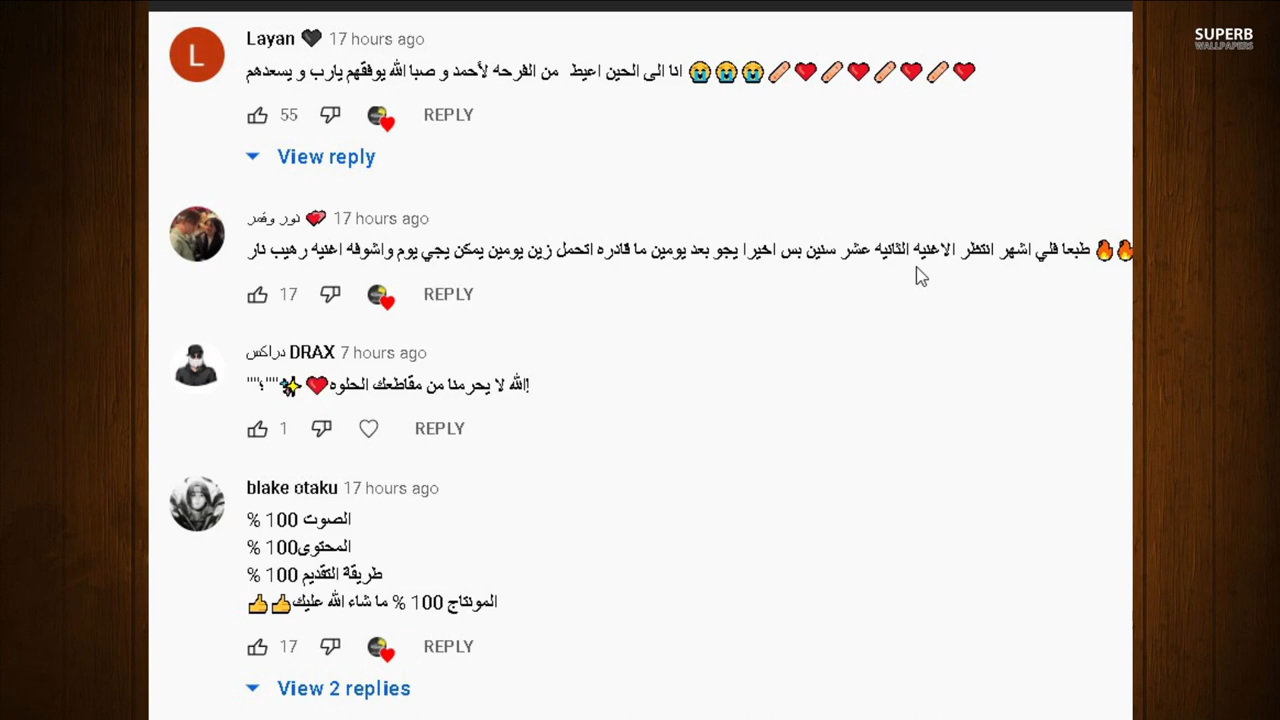 SUPERB
WALLPAPERS
Layan 🖤 17 hours ago
انا الى الحين اعيط من الفرحه لأحمد و صبا الله يوفقهم يارب و يسعدهم 😭😭😭🩹❤️🩹❤️🩹❤️🩹❤️
55 REPLY
View reply
نور وقمر 💕 17 hours ago
طبعا قلي اشهر انتظر الاغنيه الثانيه عشر سنين بس اخيرا يجو بعد يومين ما قادره اتحمل زين يومين يمكن يجي يوم واشوفه اغنيه رهيب نار 🔥🔥
17 REPLY
دراكس DRAX 7 hours ago
!الله لا يحرمنا من مقاطعك الحلوه❤️✨""؛""
1 REPLY
blake otaku 17 hours ago
الصوت 100 %
المحتوى100 %
طريقة التقديم 100 %
المونتاج 100 % ما شاء الله عليك👍👍
17 REPLY
View 2 replies